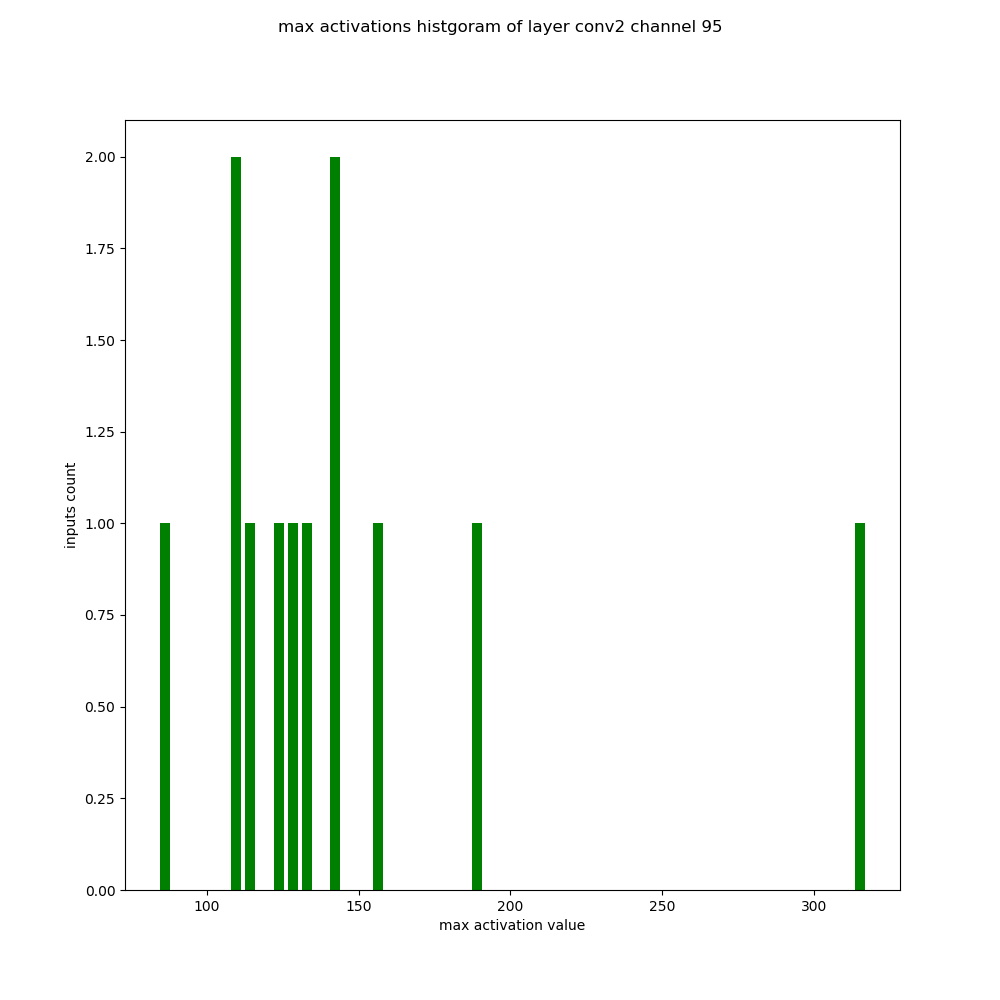 max activations histgoram of layer conv2 channel 95
2.00
1.75
1.50
1.25
1.00
0.75
0.50
0.25
0.00
inputs count
100 150 200 250 300
max activation value